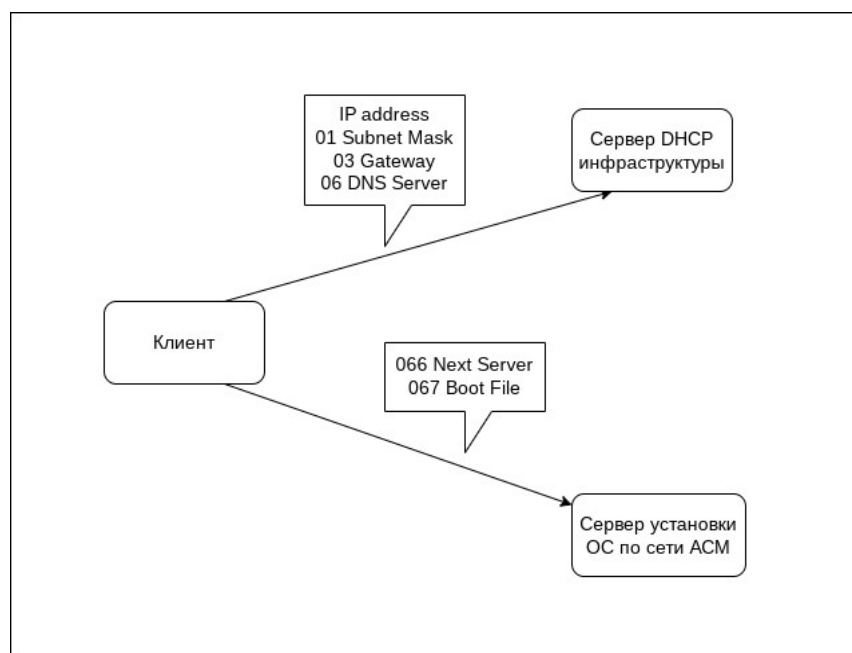 IP address
01 Subnet Mask
03 Gateway
06 DNS Server
Сервер DHCP
инфраструктуры
Клиент
066 Next Server
067 Boot File
Сервер установки
ОС по сети АСМ